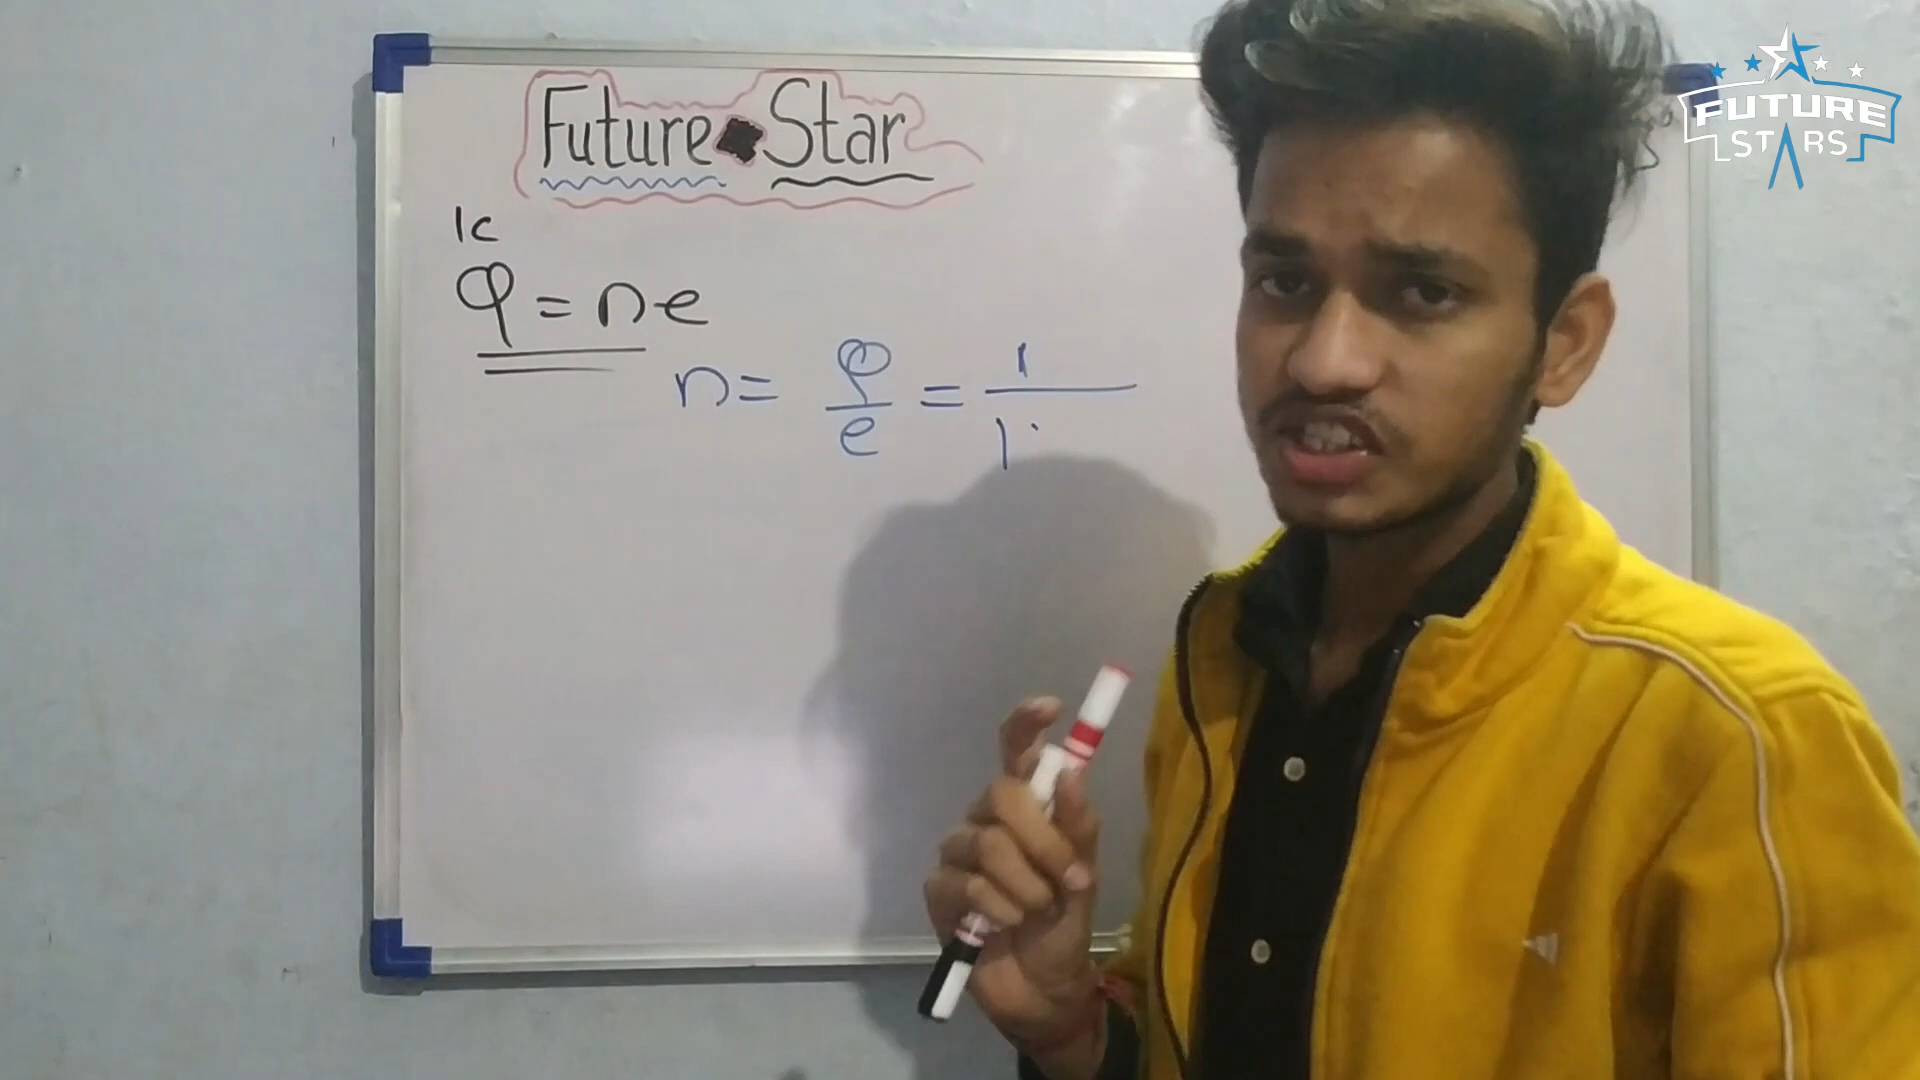 Future Star
1C
Q = ne
n = Q/e = 1/1.
FUTURE
STARS